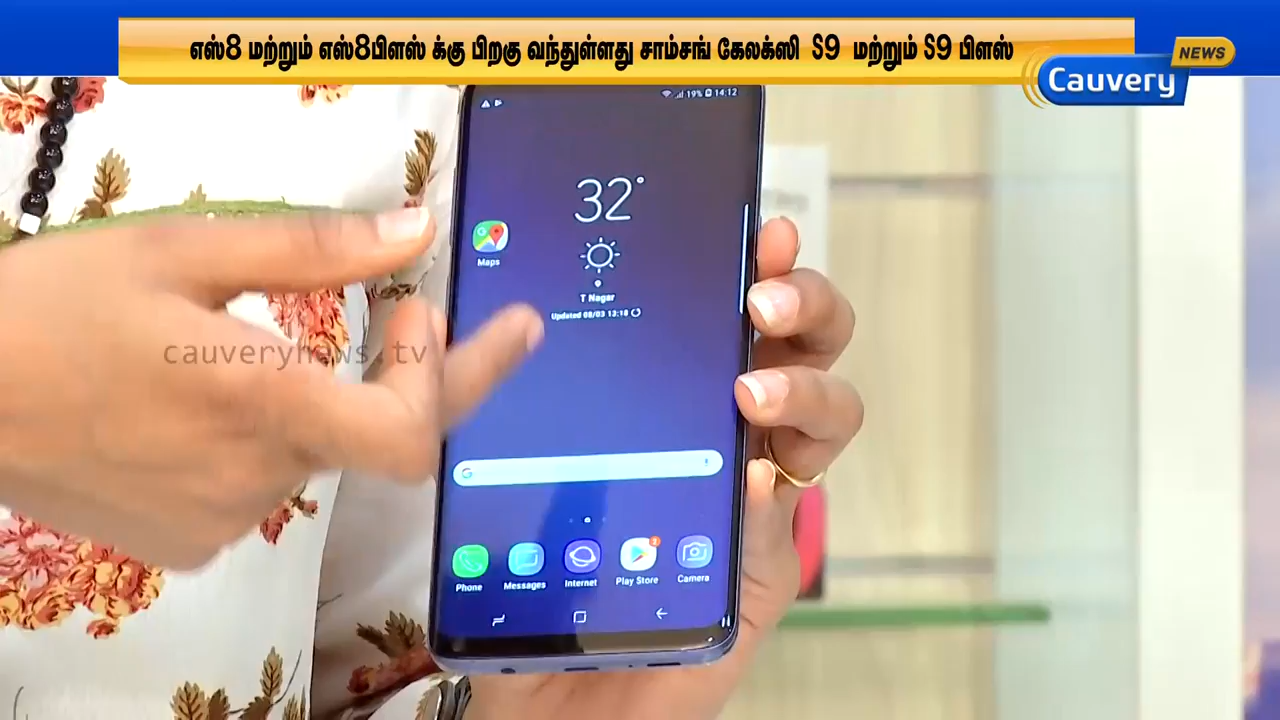 எஸ்8 மற்றும் எஸ்8பிளஸ் க்கு பிறகு வந்துள்ளது சாம்சங் கேலக்ஸி S9 மற்றும் S9 பிளஸ்
NEWS
Cauvery
19% 14:12
32°
Maps
T Nagar
Updated 08/03 13:18
cauverynews.tv
G
2
Phone
Messages
Internet
Play Store
Camera